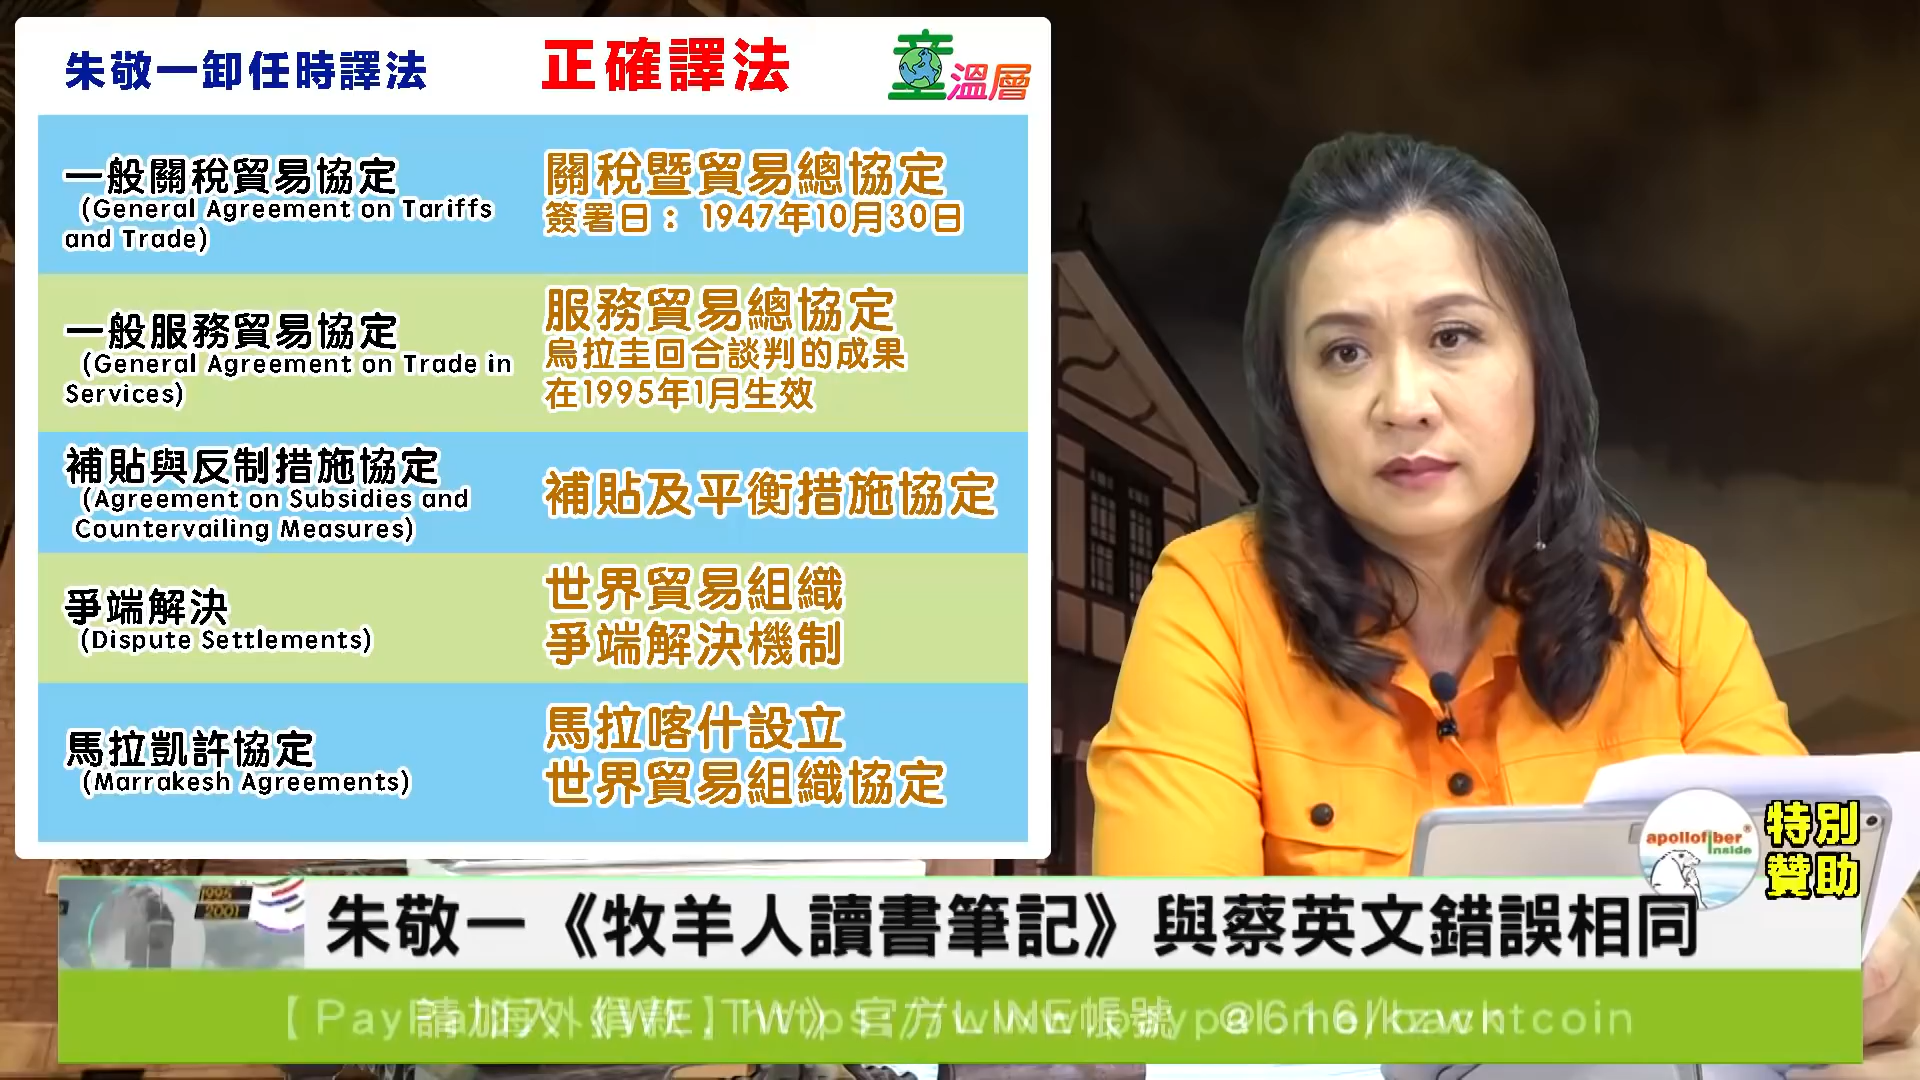 朱敬一卸任時譯法
正確譯法
童溫層
一般關稅貿易協定
(General Agreement on Tariffs
and Trade)
關稅暨貿易總協定
簽署日：1947年10月30日
一般服務貿易協定
(General Agreement on Trade in
Services)
服務貿易總協定
烏拉圭回合談判的成果
在1995年1月生效
補貼與反制措施協定
(Agreement on Subsidies and
Countervailing Measures)
補貼及平衡措施協定
爭端解決
(Dispute Settlements)
世界貿易組織
爭端解決機制
馬拉凱許協定
(Marrakesh Agreements)
馬拉喀什設立
世界貿易組織協定
apollofiber®
inside
特別
贊助
1995
2001
朱敬一《牧羊人讀書筆記》與蔡英文錯誤相同